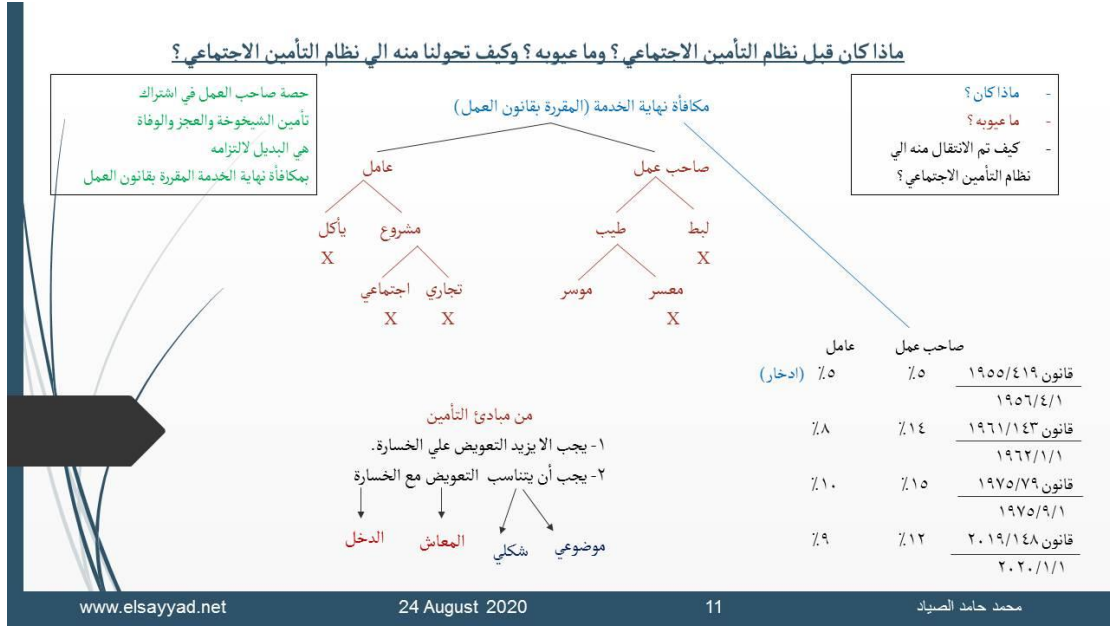 ماذا كان قبل نظام التأمين الاجتماعي ؟ وما عيوبه ؟ وكيف تحولنا منه الي نظام التأمين الاجتماعي ؟
- ماذا كان ؟
- ما عيوبه ؟
- كيف تم الانتقال منه الي
نظام التأمين الاجتماعي ؟
حصة صاحب العمل في اشتراك
تأمين الشيخوخة والعجز والوفاة
هي البديل لالتزامه
بمكافأة نهاية الخدمة المقررة بقانون العمل
مكافأة نهاية الخدمة (المقررة بقانون العمل)
صاحب عمل عامل
لبط طيب مشروع يأكل
X X
معسر موسر تجاري اجتماعي
X X X
صاحب عمل عامل
قانون ١٩٥٥/٤١٩ ٥٪ ٥٪ (ادخار)
١٩٥٦/٤/١
قانون ١٩٦١/١٤٣ ١٤٪ ٨٪
١٩٦٢/١/١
قانون ١٩٧٥/٧٩ ١٥٪ ١٠٪
١٩٧٥/٩/١
قانون ٢٠١٩/١٤٨ ١٢٪ ٩٪
٢٠٢٠/١/١
من مبادئ التأمين
١- يجب الا يزيد التعويض علي الخسارة.
٢- يجب أن يتناسب التعويض مع الخسارة
موضوعي شكلي المعاش الدخل
محمد حامد الصياد 11 24 August 2020 www.elsayyad.net